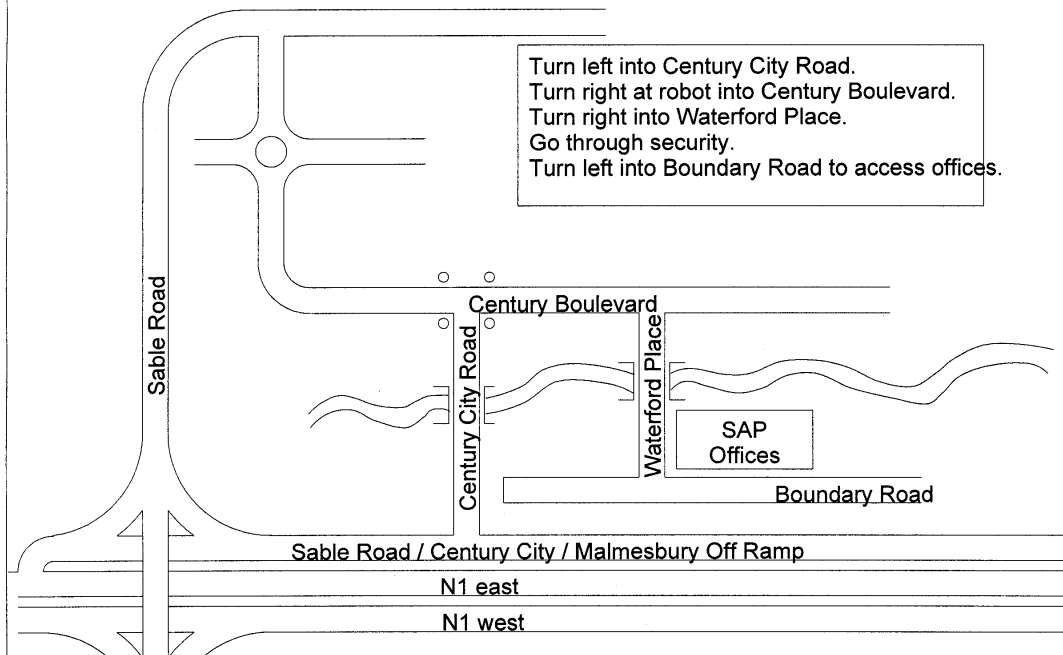 Turn left into Century City Road.
Turn right at robot into Century Boulevard.
Turn right into Waterford Place.
Go through security.
Turn left into Boundary Road to access offices.
Sable Road
Century Boulevard
Century City Road
Waterford Place
SAP
Offices
Boundary Road
Sable Road / Century City / Malmesbury Off Ramp
N1 east
N1 west